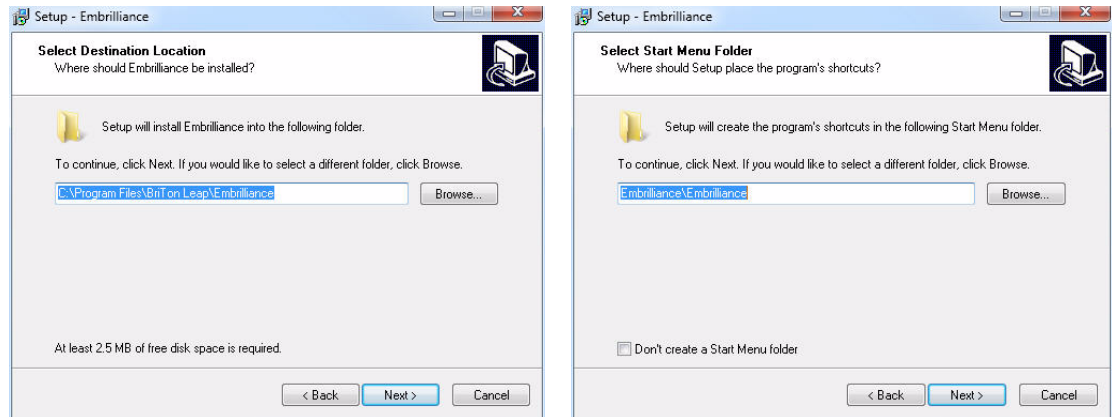 Setup - Embrilliance
Select Destination Location
Where should Embrilliance be installed?
Setup will install Embrilliance into the following folder.
To continue, click Next. If you would like to select a different folder, click Browse.
C:\Program Files\BriTon Leap\Embrilliance
Browse...
At least 2.5 MB of free disk space is required.
< Back
Next >
Cancel
Setup - Embrilliance
Select Start Menu Folder
Where should Setup place the program's shortcuts?
Setup will create the program's shortcuts in the following Start Menu folder.
To continue, click Next. If you would like to select a different folder, click Browse.
Embrilliance\Embrilliance
Browse...
Don't create a Start Menu folder
< Back
Next >
Cancel